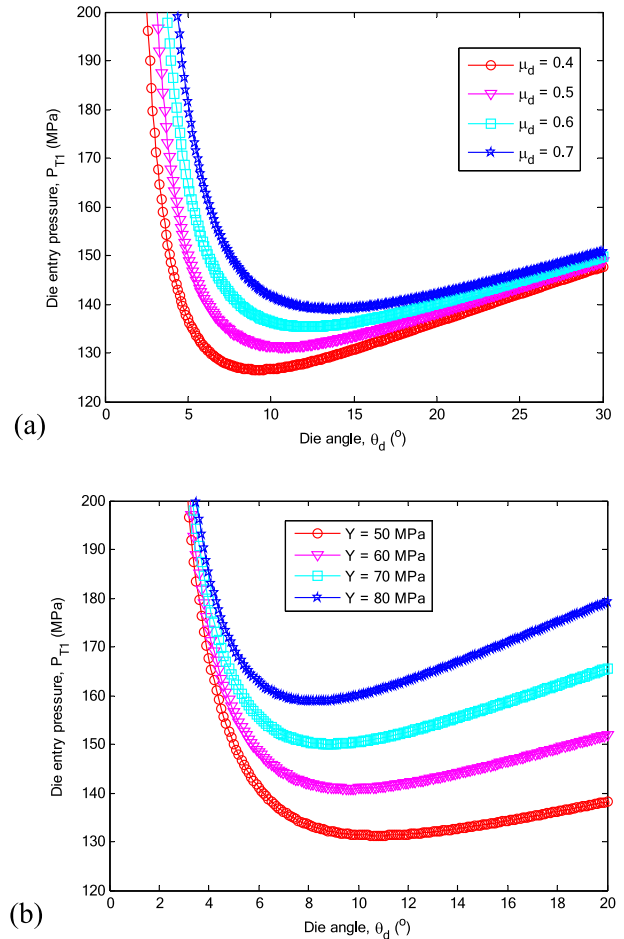 200
190
180
170
160
150
140
130
120
Die entry pressure, P_T1 (MPa)
μ_d = 0.4
μ_d = 0.5
μ_d = 0.6
μ_d = 0.7
0 5 10 15 20 25 30
Die angle, θ_d (°)
(a)
200
190
180
170
160
150
140
130
120
Die entry pressure, P_T1 (MPa)
Y = 50 MPa
Y = 60 MPa
Y = 70 MPa
Y = 80 MPa
0 2 4 6 8 10 12 14 16 18 20
Die angle, θ_d (°)
(b)